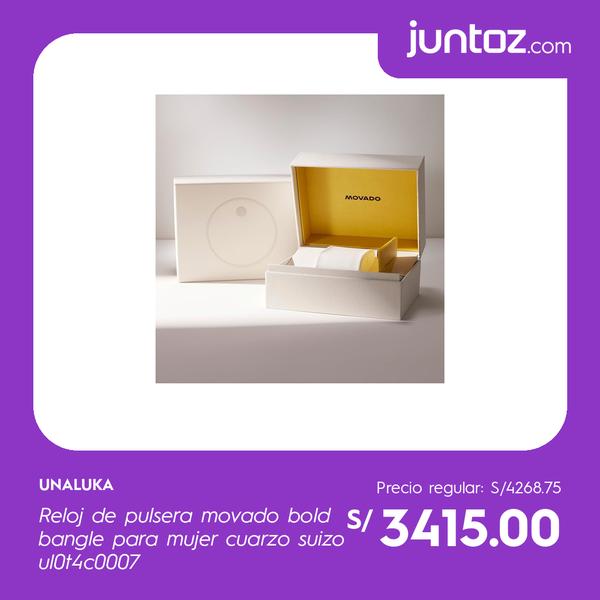 juntoz.com
MOVADO
UNALUKA
Precio regular: S/4268.75
Reloj de pulsera movado bold
bangle para mujer cuarzo suizo
ul0t4c0007
S/ 3415.00